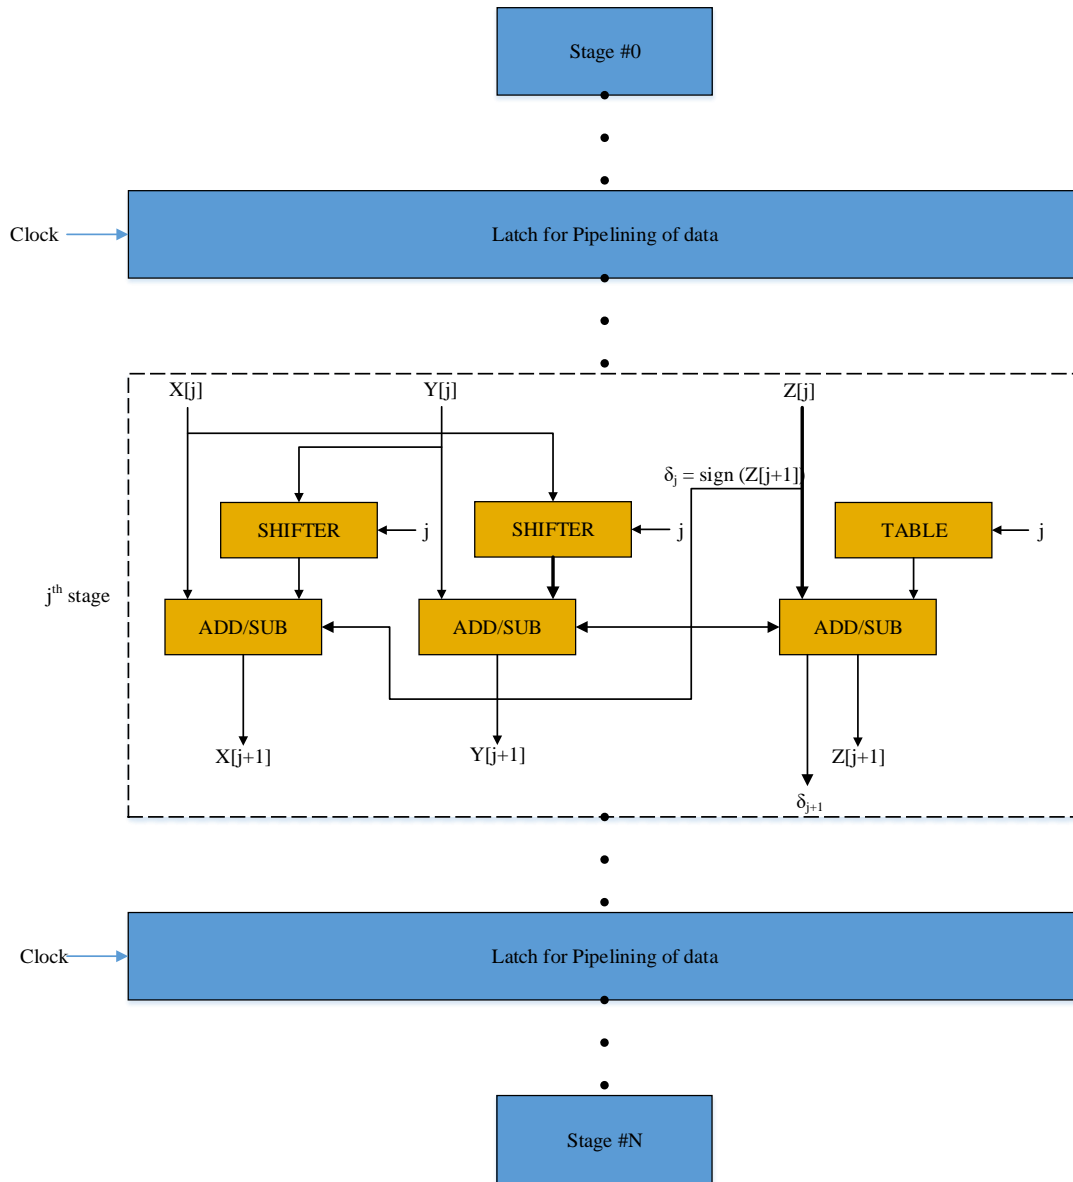 Stage #0
Clock
Latch for Pipelining of data
X[j]
Y[j]
Z[j]
δj = sign (Z[j+1])
SHIFTER
j
SHIFTER
j
TABLE
j
jth stage
ADD/SUB
ADD/SUB
ADD/SUB
X[j+1]
Y[j+1]
Z[j+1]
δj+1
Clock
Latch for Pipelining of data
Stage #N